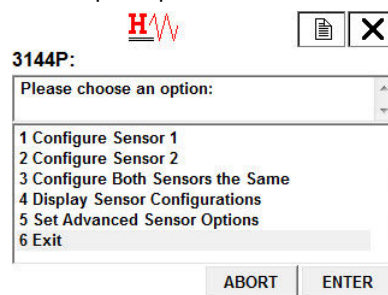 H
3144P:
Please choose an option:
1 Configure Sensor 1
2 Configure Sensor 2
3 Configure Both Sensors the Same
4 Display Sensor Configurations
5 Set Advanced Sensor Options
6 Exit
ABORT ENTER